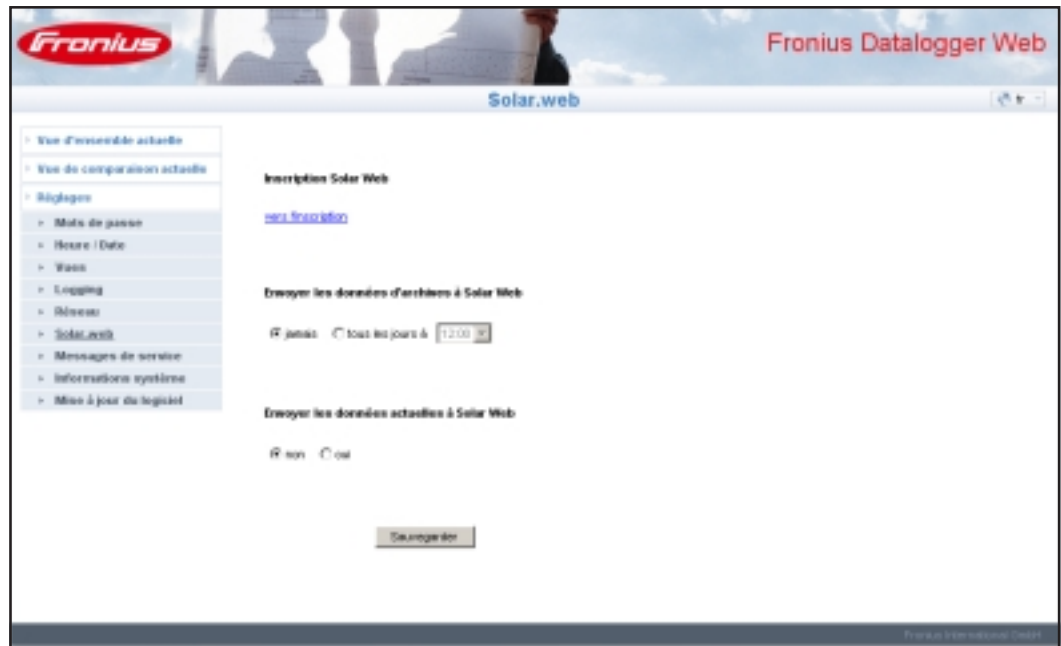 Fronius
Fronius Datalogger Web
Solar.web
fr
Vue d'ensemble actuelle
Vue de comparaison actuelle
Réglages
Mots de passe
Heure / Date
Vues
Logging
Réseau
Solar.web
Messages de service
Informations système
Mise à jour du logiciel
Inscription Solar Web
vers l'inscription
Envoyer les données d'archives à Solar Web
jamais tous les jours à 12:00
Envoyer les données actuelles à Solar Web
non oui
Sauvegarder
Fronius International GmbH